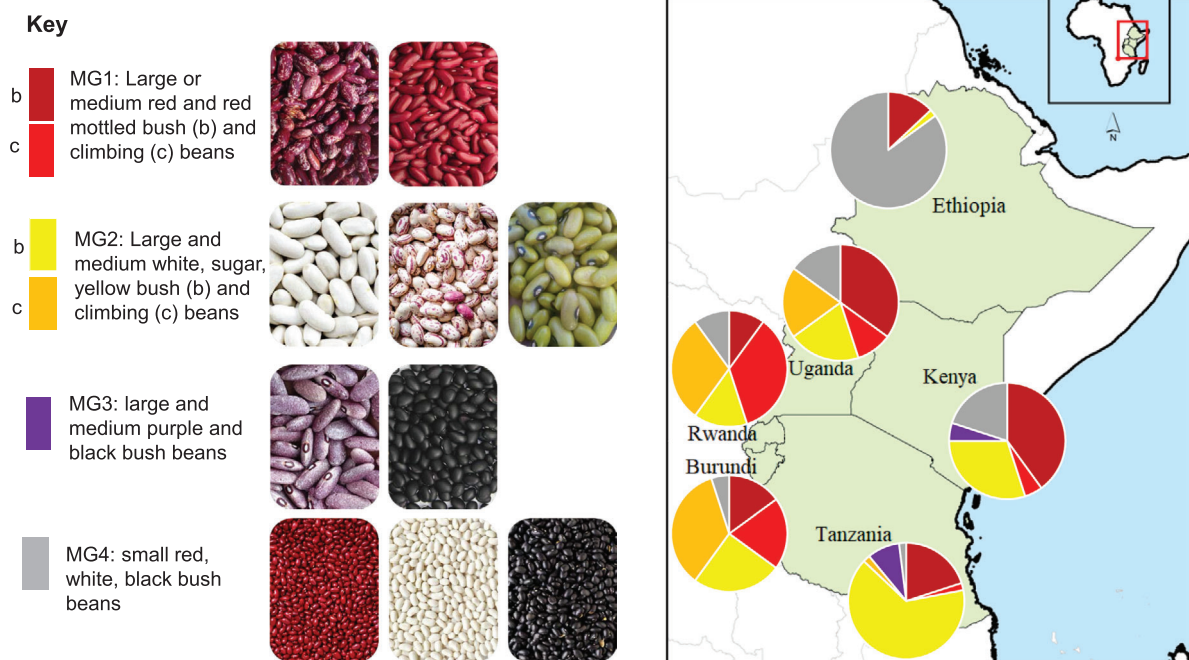 Key
b
c
MG1: Large or
medium red and red
mottled bush (b) and
climbing (c) beans
b
c
MG2: Large and
medium white, sugar,
yellow bush (b) and
climbing (c) beans
MG3: large and
medium purple and
black bush beans
MG4: small red,
white, black bush
beans
N
Ethiopia
Uganda
Kenya
Rwanda
Burundi
Tanzania